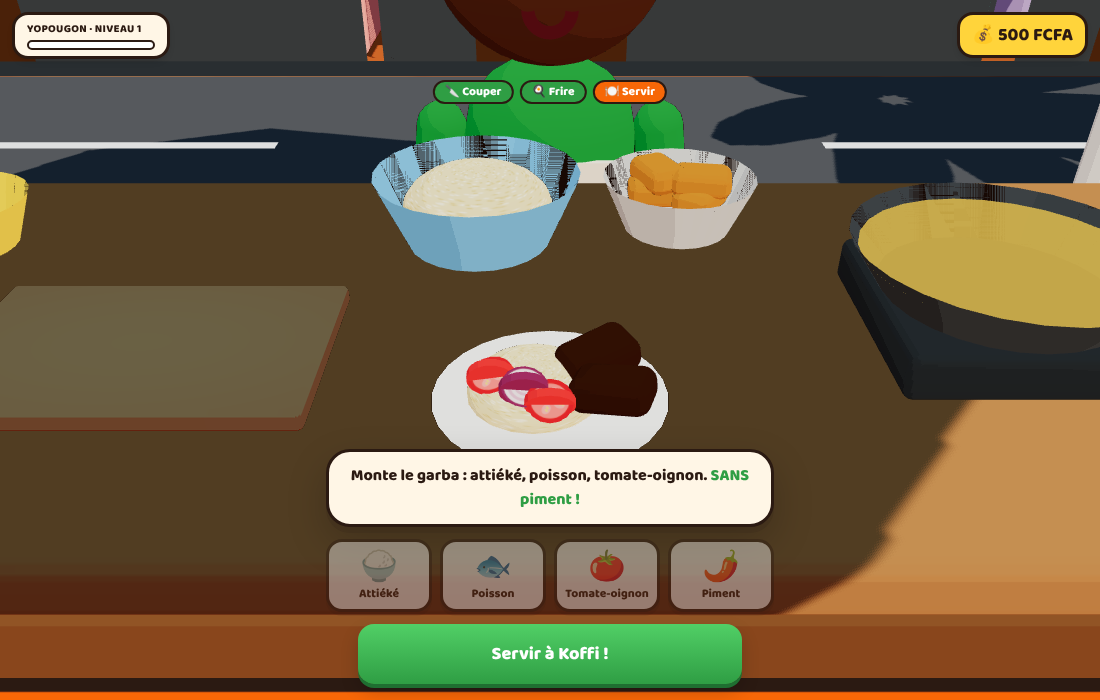 YOPOUGON · NIVEAU 1
500 FCFA
Couper
Frire
Servir
Monte le garba : attiéké, poisson, tomate-oignon. SANS
piment !
Attiéké
Poisson
Tomate-oignon
Piment
Servir à Koffi !